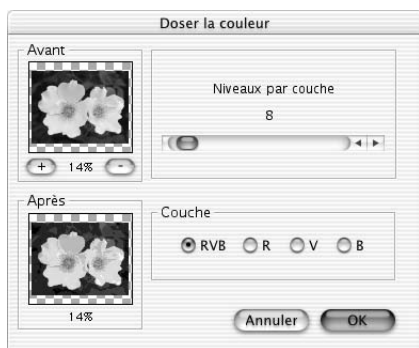 Doser la couleur
Avant
+ 14% -
Niveaux par couche
8
Après
14%
Couche
RVB R V B
Annuler OK